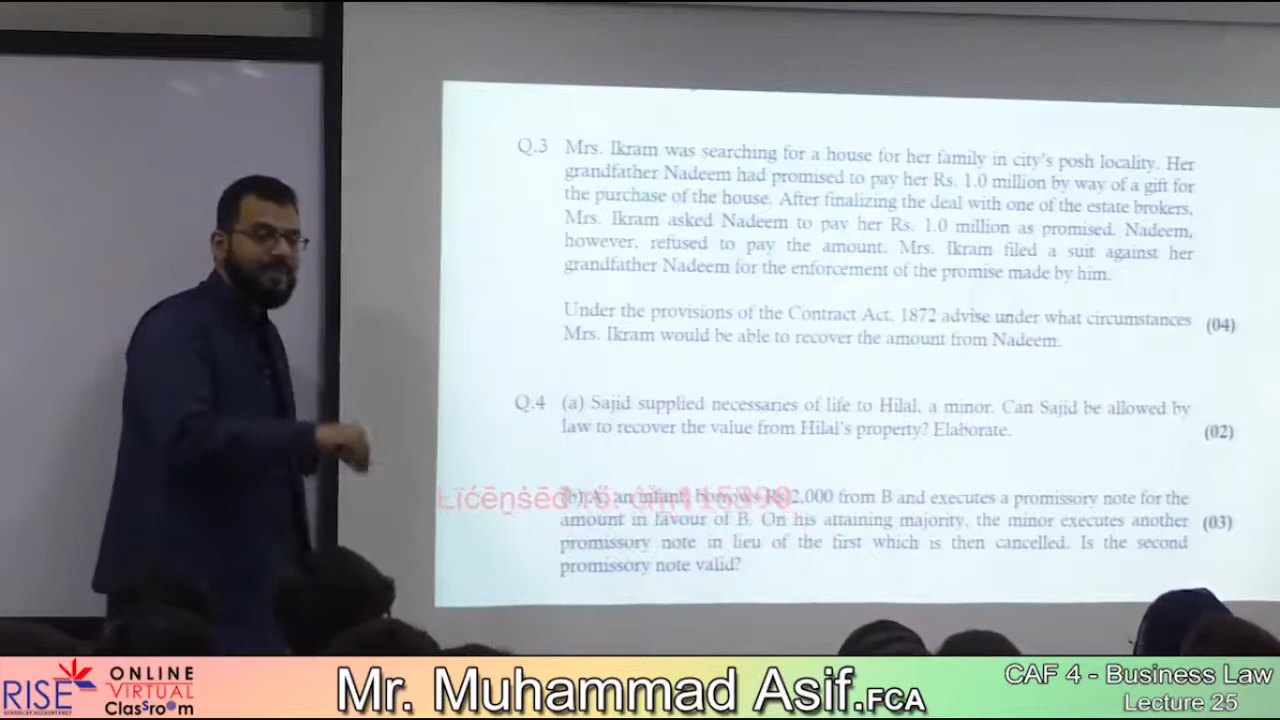 Q.3 Mrs. Ikram was searching for a house for her family in city's posh locality. Her
grandfather Nadeem had promised to pay her Rs. 1.0 million by way of a gift for
the purchase of the house. After finalizing the deal with one of the estate brokers,
Mrs. Ikram asked Nadeem to pay her Rs. 1.0 million as promised. Nadeem,
however, refused to pay the amount. Mrs. Ikram filed a suit against her
grandfather Nadeem for the enforcement of the promise made by him.
Under the provisions of the Contract Act, 1872 advise under what circumstances (04)
Mrs. Ikram would be able to recover the amount from Nadeem.
Q.4 (a) Sajid supplied necessaries of life to Hilal, a minor. Can Sajid be allowed by
law to recover the value from Hilal's property? Elaborate. (02)
(b) A, an infant, borrows Rs. 2,000 from B and executes a promissory note for the
amount in favour of B. On his attaining majority, the minor executes another (03)
promissory note in lieu of the first which is then cancelled. Is the second
promissory note valid?
RISE ONLINE
VIRTUAL
ClassrOOm
Mr. Muhammad Asif.FCA
CAF 4 - Business Law
Lecture 25